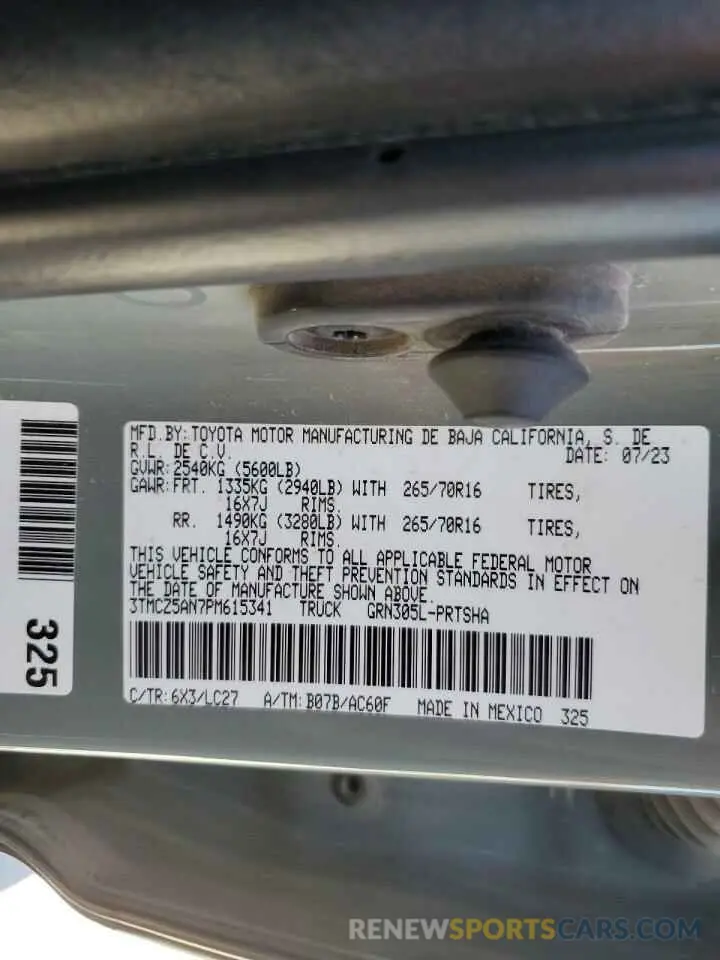 MFD. BY: TOYOTA MOTOR MANUFACTURING DE BAJA CALIFORNIA, S. DE
R.L. DE C.V. DATE: 07/23
GVWR: 2540KG (5600LB)
GAWR: FRT. 1335KG (2940LB) WITH 265/70R16 TIRES,
16X7J RIMS.
RR. 1490KG (3280LB) WITH 265/70R16 TIRES,
16X7J RIMS.
THIS VEHICLE CONFORMS TO ALL APPLICABLE FEDERAL MOTOR
VEHICLE SAFETY AND THEFT PREVENTION STANDARDS IN EFFECT ON
THE DATE OF MANUFACTURE SHOWN ABOVE.
3TMCZ5AN7PM615341 TRUCK GRN305L-PRTSHA
C/TR: 6X3/LC27 A/TM: B07B/AC60F MADE IN MEXICO 325
325
RENEWSPORTSCARS.COM